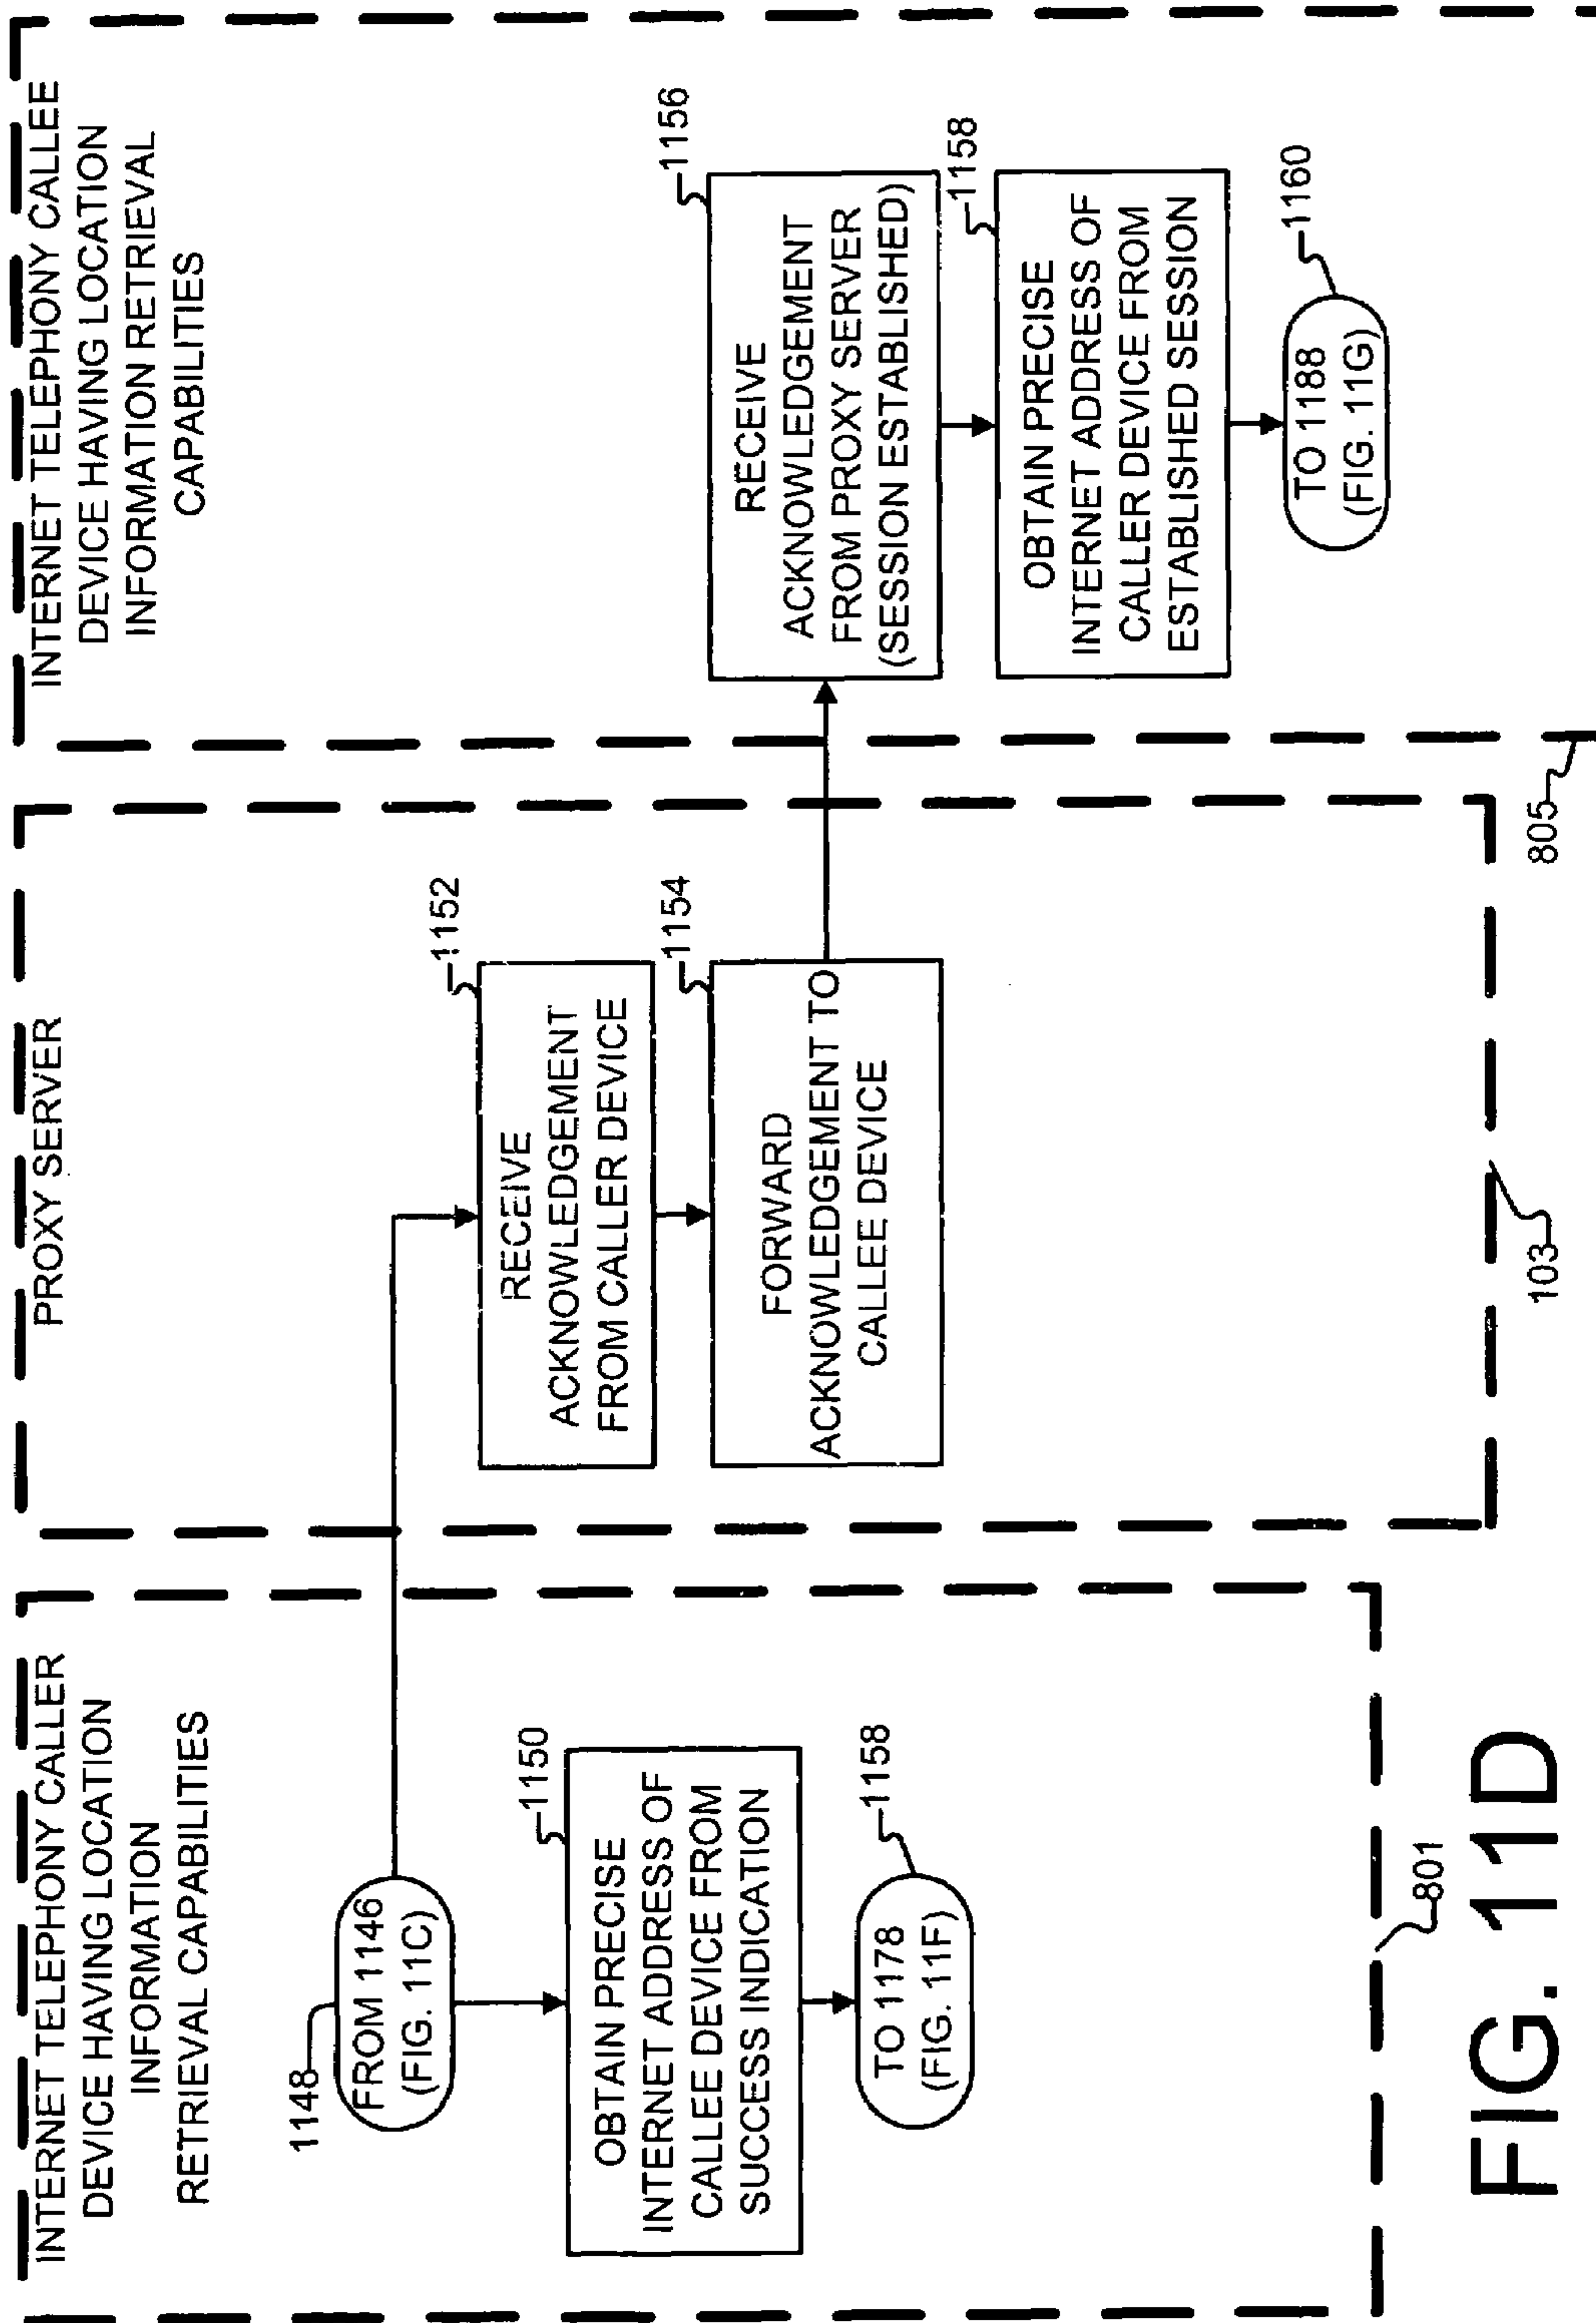 INTERNET TELEPHONY CALLER
DEVICE HAVING LOCATION
INFORMATION
RETRIEVAL CAPABILITIES
1148
FROM 1146
(FIG. 11C)
1150
OBTAIN PRECISE
INTERNET ADDRESS OF
CALLEE DEVICE FROM
SUCCESS INDICATION
1158
TO 1178
(FIG. 11F)
801
PROXY SERVER
1152
RECEIVE
ACKNOWLEDGEMENT
FROM CALLER DEVICE
1154
FORWARD
ACKNOWLEDGEMENT TO
CALLEE DEVICE
103
INTERNET TELEPHONY CALLEE
DEVICE HAVING LOCATION
INFORMATION RETRIEVAL
CAPABILITIES
1156
RECEIVE
ACKNOWLEDGEMENT
FROM PROXY SERVER
(SESSION ESTABLISHED)
1158
OBTAIN PRECISE
INTERNET ADDRESS OF
CALLER DEVICE FROM
ESTABLISHED SESSION
1160
TO 1188
(FIG. 11G)
805
FIG. 11D